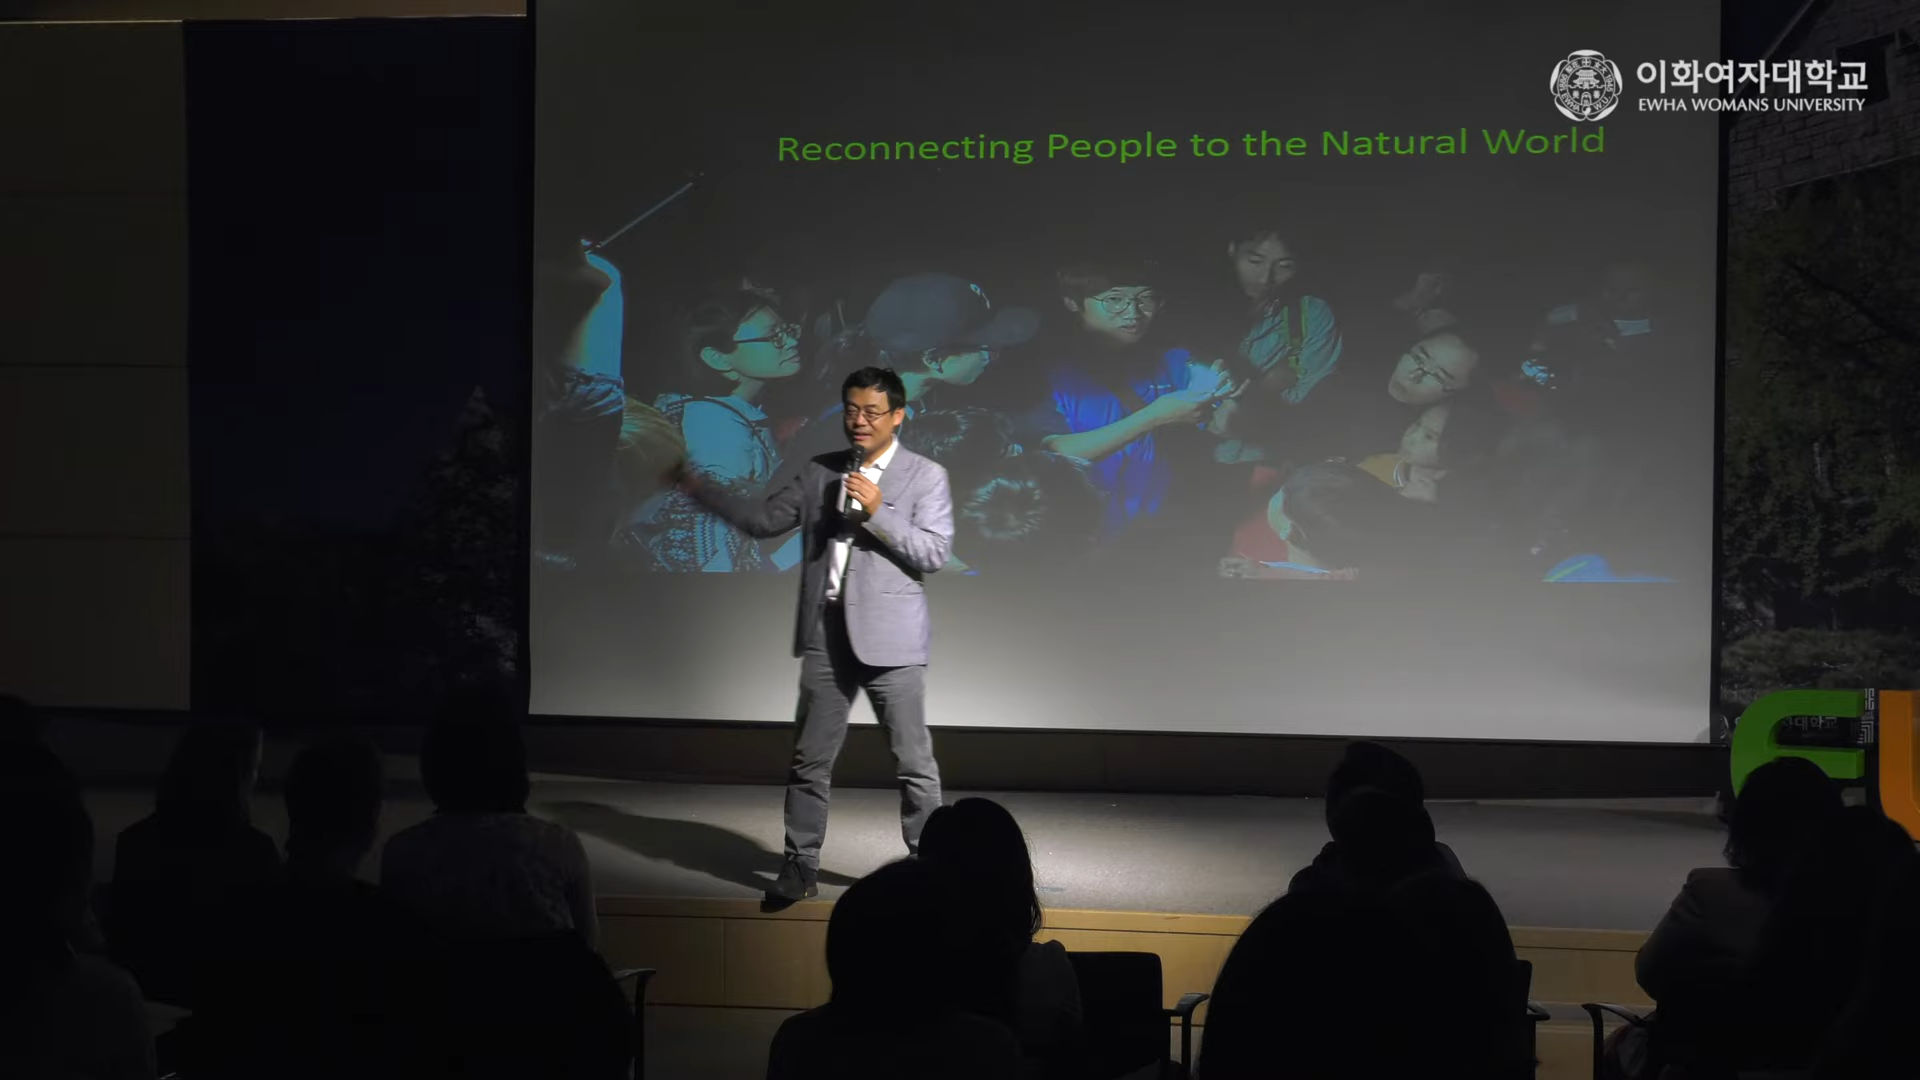 이화여자대학교
EWHA WOMANS UNIVERSITY
Reconnecting People to the Natural World